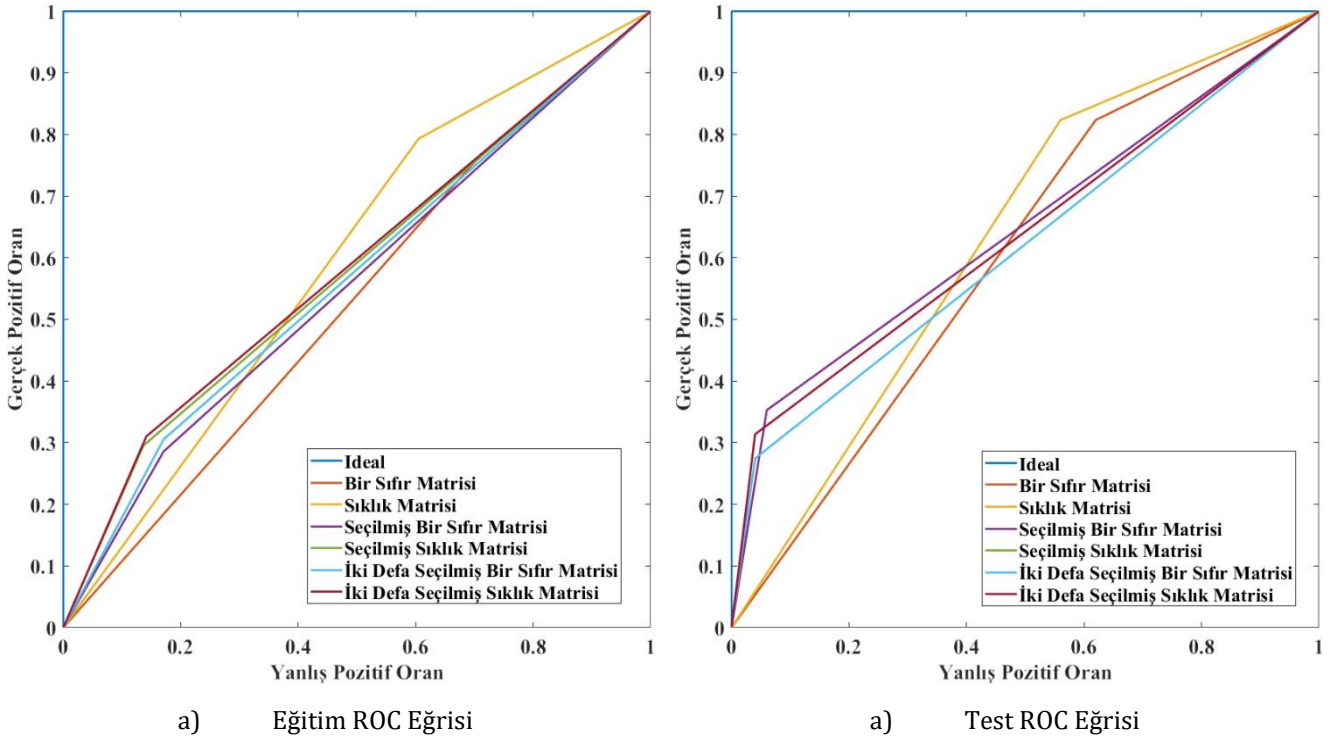 1
0.9
0.8
0.7
0.6
0.5
0.4
0.3
0.2
0.1
0
Gerçek Pozitif Oran
Ideal
Bir Sıfır Matrisi
Sıklık Matrisi
Seçilmiş Bir Sıfır Matrisi
Seçilmiş Sıklık Matrisi
İki Defa Seçilmiş Bir Sıfır Matrisi
İki Defa Seçilmiş Sıklık Matrisi
0 0.2 0.4 0.6 0.8 1
Yanlış Pozitif Oran
a) Eğitim ROC Eğrisi
1
0.9
0.8
0.7
0.6
0.5
0.4
0.3
0.2
0.1
0
Gerçek Pozitif Oran
Ideal
Bir Sıfır Matrisi
Sıklık Matrisi
Seçilmiş Bir Sıfır Matrisi
Seçilmiş Sıklık Matrisi
İki Defa Seçilmiş Bir Sıfır Matrisi
İki Defa Seçilmiş Sıklık Matrisi
0 0.2 0.4 0.6 0.8 1
Yanlış Pozitif Oran
a) Test ROC Eğrisi